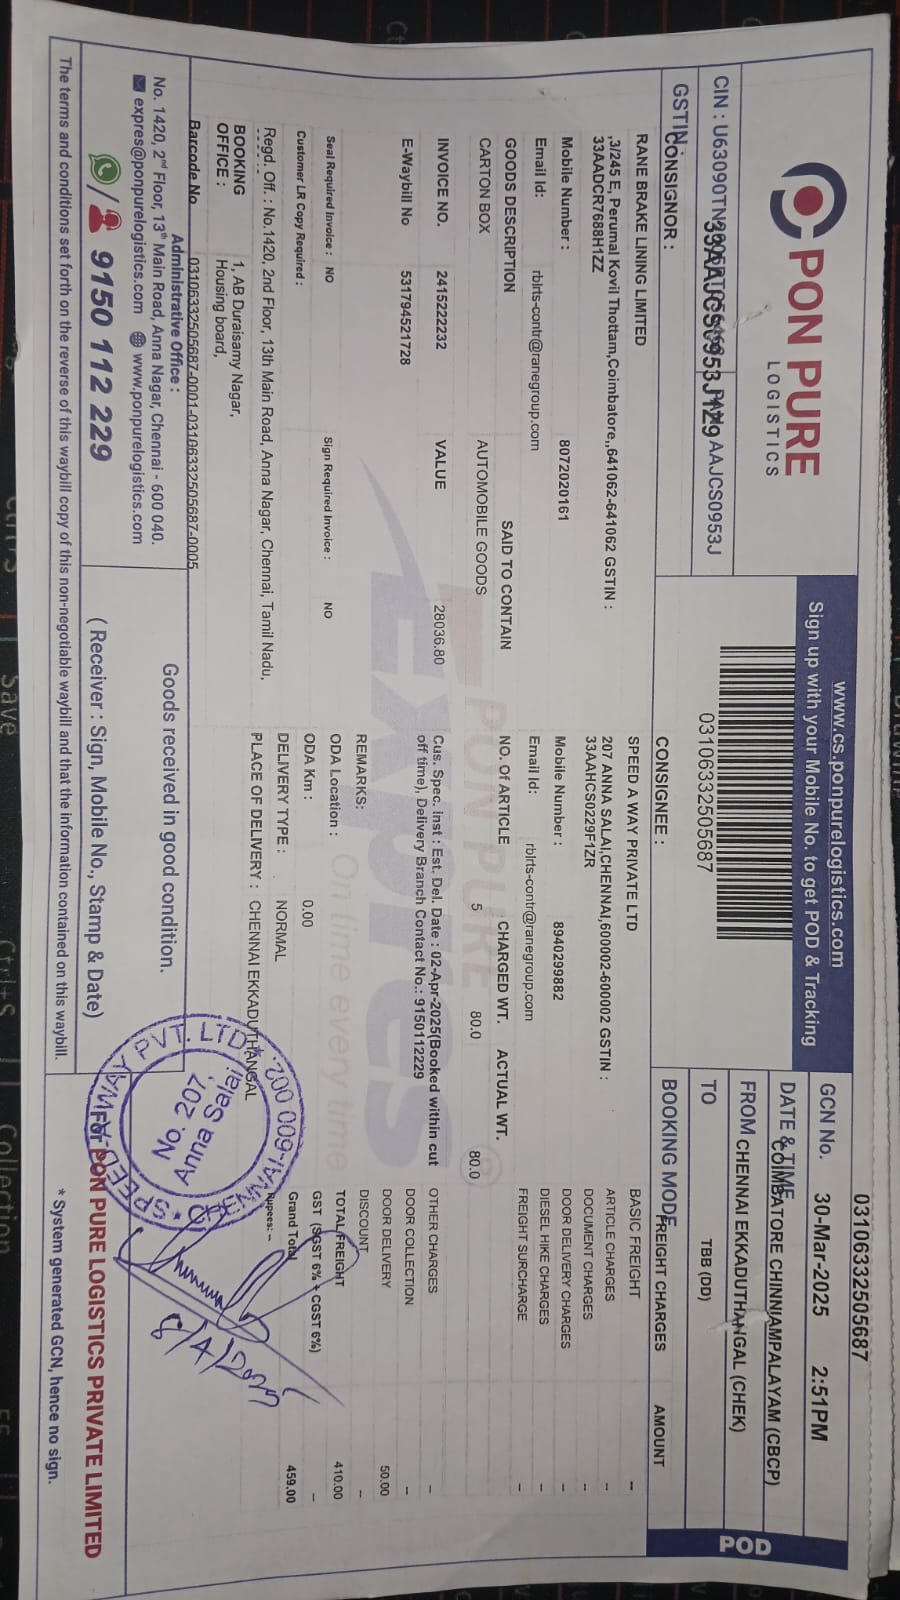 PON PURE
LOGISTICS
CIN : U63090TN
33AAJCS0953J1Z9
AAJCS0953J
GSTIN:
www.cs.ponpurelogistics.com
Sign up with your Mobile No. to get POD & Tracking
03106332505687
03106332505687
GCN No. 30-Mar-2025 2:51PM
DATE & TIME
COIMBATORE CHINNIAMPALAYAM (CBCP)
FROM CHENNAI EKKADUTHANGAL (CHEK)
TO TBB (DD)
BOOKING MODE
POD
CONSIGNOR :
RANE BRAKE LINING LIMITED
,3/245 E, Perumal Kovil Thottam,Coimbatore,,641062-641062 GSTIN :
33AADCR7688H1ZZ
Mobile Number : 8072020161
Email Id: rblrts-contr@ranegroup.com
CONSIGNEE :
SPEED A WAY PRIVATE LTD
207 ANNA SALAI,CHENNAI,600002-600002 GSTIN :
33AAHCS0229F1ZR
Mobile Number : 8940299882
Email Id: rblrts-contr@ranegroup.com
GOODS DESCRIPTION SAID TO CONTAIN NO. Of ARTICLE CHARGED WT. ACTUAL WT.
CARTON BOX AUTOMOBILE GOODS 5 80.0 80.0
INVOICE NO. 2415222232 VALUE 28036.80
E-Waybill No 531794521728
Cus. Spec. Inst : Est. Del. Date : 02-Apr-2025(Booked within cut
off time), Delivery Branch Contact No.: 9150112229
REMARKS:
Seal Required Invoice : NO Sign Required Invoice : NO
ODA Location :
Customer LR Copy Required :
ODA Km : 0.00
DELIVERY TYPE : NORMAL
PLACE OF DELIVERY : CHENNAI EKKADUTHANGAL
Regd. Off. : No.1420, 2nd Floor, 13th Main Road, Anna Nagar, Chennai, Tamil Nadu,
BOOKING OFFICE :
1, AB Duraisamy Nagar,
Housing board,
Barcode No 03106332505687-0001-03106332505687-0005
FREIGHT CHARGES AMOUNT
BASIC FREIGHT --
ARTICLE CHARGES --
DOCUMENT CHARGES --
DOOR DELIVERY CHARGES --
DIESEL HIKE CHARGES --
FREIGHT SURCHARGE --
OTHER CHARGES --
DOOR COLLECTION --
DOOR DELIVERY 50.00
DISCOUNT --
TOTAL FREIGHT 410.00
GST (SGST 6% + CGST 6%) --
Grand Total 459.00
Rupees: --
PON PURE
Expres
On time every time
Administrative Office :
No. 1420, 2nd Floor, 13th Main Road, Anna Nagar, Chennai - 600 040.
expres@ponpurelogistics.com www.ponpurelogistics.com
/ 9150 112 229
Goods received in good condition.
( Receiver : Sign, Mobile No., Stamp & Date)
SPEED-A-WAY PVT. LTD.
CHENNAI-600 002.
No. 207,
Anna Salai,
8/4/2025
For PON PURE LOGISTICS PRIVATE LIMITED
The terms and conditions set forth on the reverse of this waybill copy of this non-negotiable waybill and that the information contained on this waybill.
* System generated GCN, hence no sign.
Save
Ctrl+S
Collection